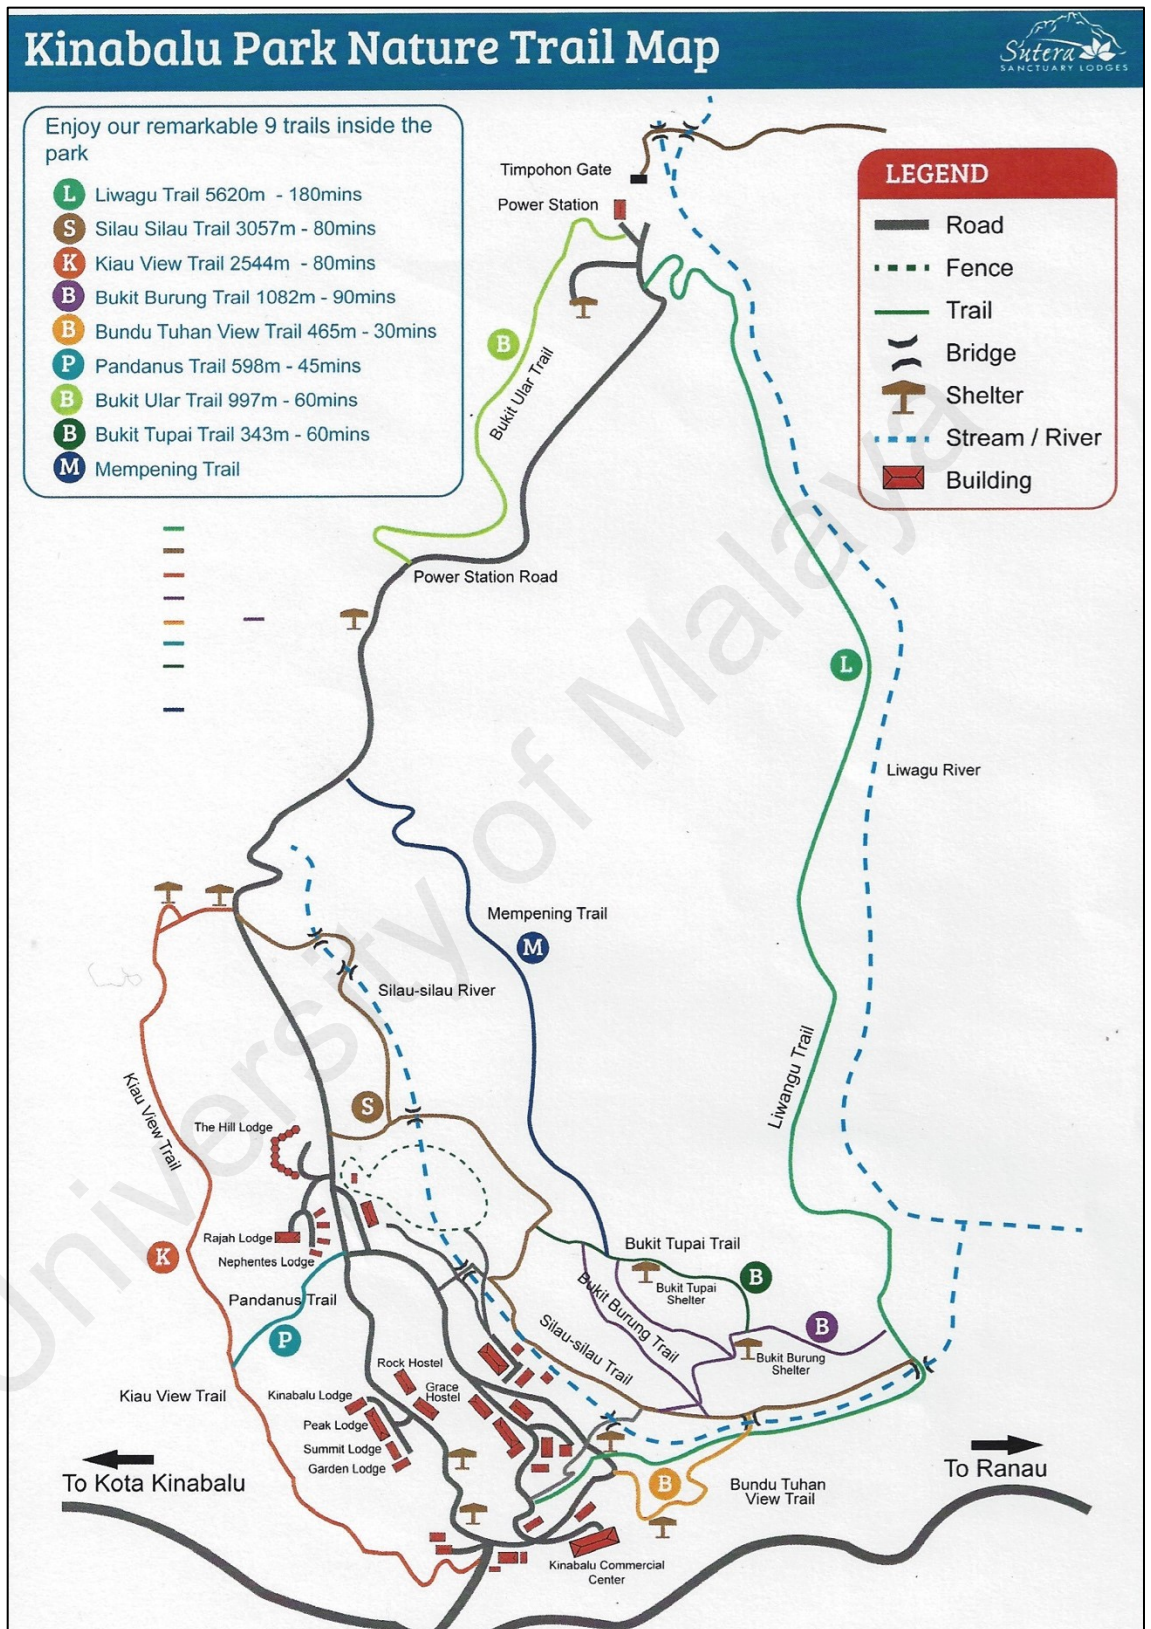 Kinabalu Park Nature Trail Map
Sutera
SANCTUARY LODGES
Enjoy our remarkable 9 trails inside the
park
L Liwagu Trail 5620m - 180mins
S Silau Silau Trail 3057m - 80mins
K Kiau View Trail 2544m - 80mins
B Bukit Burung Trail 1082m - 90mins
B Bundu Tuhan View Trail 465m - 30mins
P Pandanus Trail 598m - 45mins
B Bukit Ular Trail 997m - 60mins
B Bukit Tupai Trail 343m - 60mins
M Mempening Trail
LEGEND
Road
Fence
Trail
Bridge
Shelter
Stream / River
Building
Timpohon Gate
Power Station
B
Bukit Ular Trail
Power Station Road
L
Liwagu River
Mempening Trail
M
Silau-silau River
Liwangu Trail
Kiau View Trail
S
The Hill Lodge
Rajah Lodge
Nephentes Lodge
K
Pandanus Trail
P
Bukit Tupai Trail
B
Bukit Tupai
Shelter
Bukit Burung Trail
B
Bukit Burung
Shelter
Silau-silau Trail
Rock Hostel
Grace
Hostel
Kiau View Trail
Kinabalu Lodge
Peak Lodge
Summit Lodge
Garden Lodge
To Kota Kinabalu
To Ranau
B
Bundu Tuhan
View Trail
Kinabalu Commercial
Center
University of Malaya